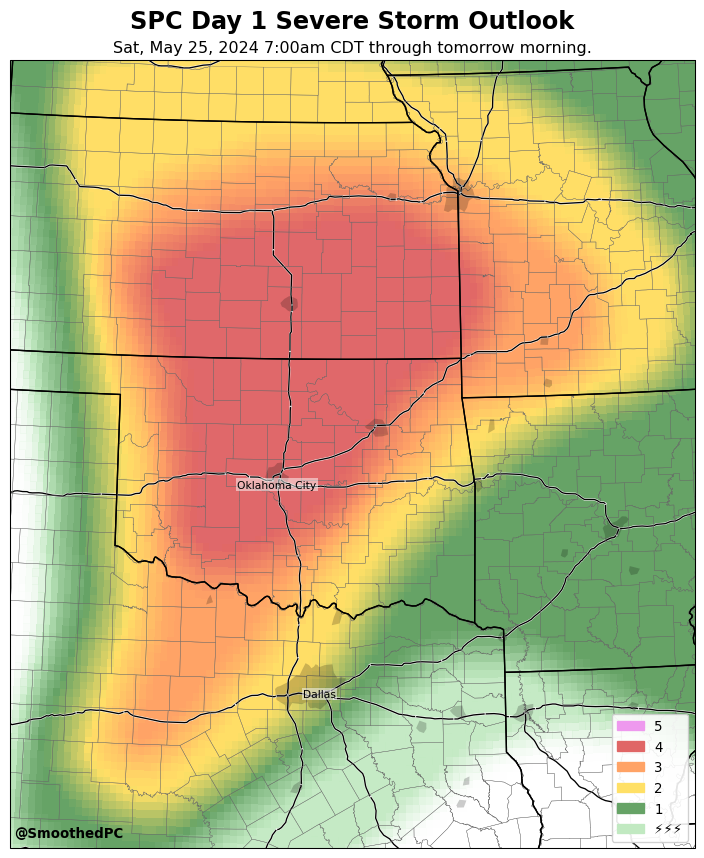 SPC Day 1 Severe Storm Outlook
Sat, May 25, 2024 7:00am CDT through tomorrow morning.
Oklahoma City
Dallas
5
4
3
2
1
⚡⚡⚡
@SmoothedPC